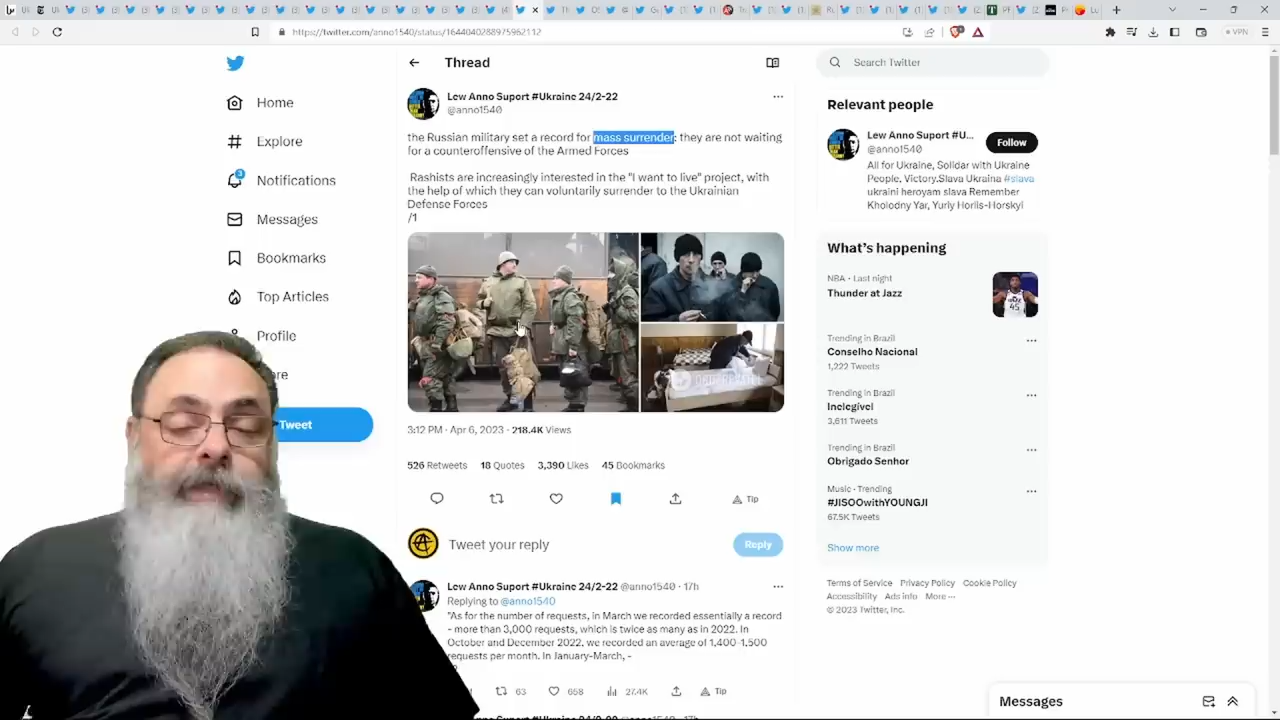 https://twitter.com/anno1540/status/1644040288975962112
VPN
Thread
Search Twitter
Home
Explore
3
Notifications
Messages
Bookmarks
Top Articles
Profile
Tweet
Lew Anno Suport #Ukraine 24/2-22
@anno1540
the Russian military set a record for mass surrender: they are not waiting
for a counteroffensive of the Armed Forces
Rashists are increasingly interested in the "I want to live" project, with
the help of which they can voluntarily surrender to the Ukrainian
Defense Forces
/1
3:12 PM · Apr 6, 2023 · 218.4K Views
526 Retweets 18 Quotes 3,390 Likes 45 Bookmarks
Tip
Tweet your reply
Reply
Lew Anno Suport #Ukraine 24/2-22 @anno1540 · 17h
Replying to @anno1540
"As for the number of requests, in March we recorded essentially a record
- more than 3,000 requests, which is twice as many as in 2022. In
October and December 2022, we recorded an average of 1,400-1,500
requests per month. In January-March, -
63 658 27.4K Tip
Relevant people
Lew Anno Suport #U...
@anno1540
Follow
All for Ukraine, Solidar with Ukraine
People, Victory.Slava Ukraina #slava
ukraini heroyam slava Remember
Kholodny Yar, Yuriy Horlis-Horskyi
What's happening
NBA · Last night
Thunder at Jazz
Trending in Brazil
Conselho Nacional
1,222 Tweets
Trending in Brazil
Inelegível
3,611 Tweets
Trending in Brazil
Obrigado Senhor
Music · Trending
#JISOOwithYOUNGJI
67.5K Tweets
Show more
Terms of Service Privacy Policy Cookie Policy
Accessibility Ads info More ...
© 2023 Twitter, Inc.
Messages